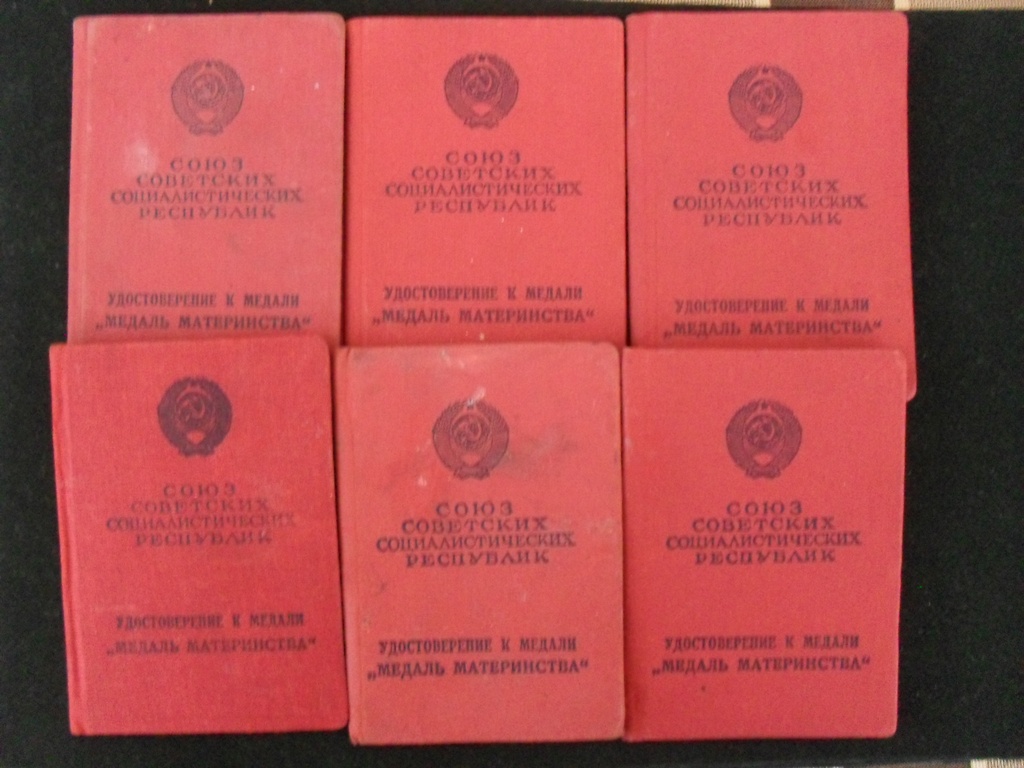 СОЮЗ
СОВЕТСКИХ
СОЦИАЛИСТИЧЕСКИХ
РЕСПУБЛИК
УДОСТОВЕРЕНИЕ К МЕДАЛИ
„МЕДАЛЬ МАТЕРИНСТВА“
СОЮЗ
СОВЕТСКИХ
СОЦИАЛИСТИЧЕСКИХ
РЕСПУБЛИК
УДОСТОВЕРЕНИЕ К МЕДАЛИ
„МЕДАЛЬ МАТЕРИНСТВА“
СОЮЗ
СОВЕТСКИХ
СОЦИАЛИСТИЧЕСКИХ
РЕСПУБЛИК
УДОСТОВЕРЕНИЕ К МЕДАЛИ
„МЕДАЛЬ МАТЕРИНСТВА“
СОЮЗ
СОВЕТСКИХ
СОЦИАЛИСТИЧЕСКИХ
РЕСПУБЛИК
УДОСТОВЕРЕНИЕ К МЕДАЛИ
„МЕДАЛЬ МАТЕРИНСТВА“
СОЮЗ
СОВЕТСКИХ
СОЦИАЛИСТИЧЕСКИХ
РЕСПУБЛИК
УДОСТОВЕРЕНИЕ К МЕДАЛИ
„МЕДАЛЬ МАТЕРИНСТВА“
СОЮЗ
СОВЕТСКИХ
СОЦИАЛИСТИЧЕСКИХ
РЕСПУБЛИК
УДОСТОВЕРЕНИЕ К МЕДАЛИ
„МЕДАЛЬ МАТЕРИНСТВА“